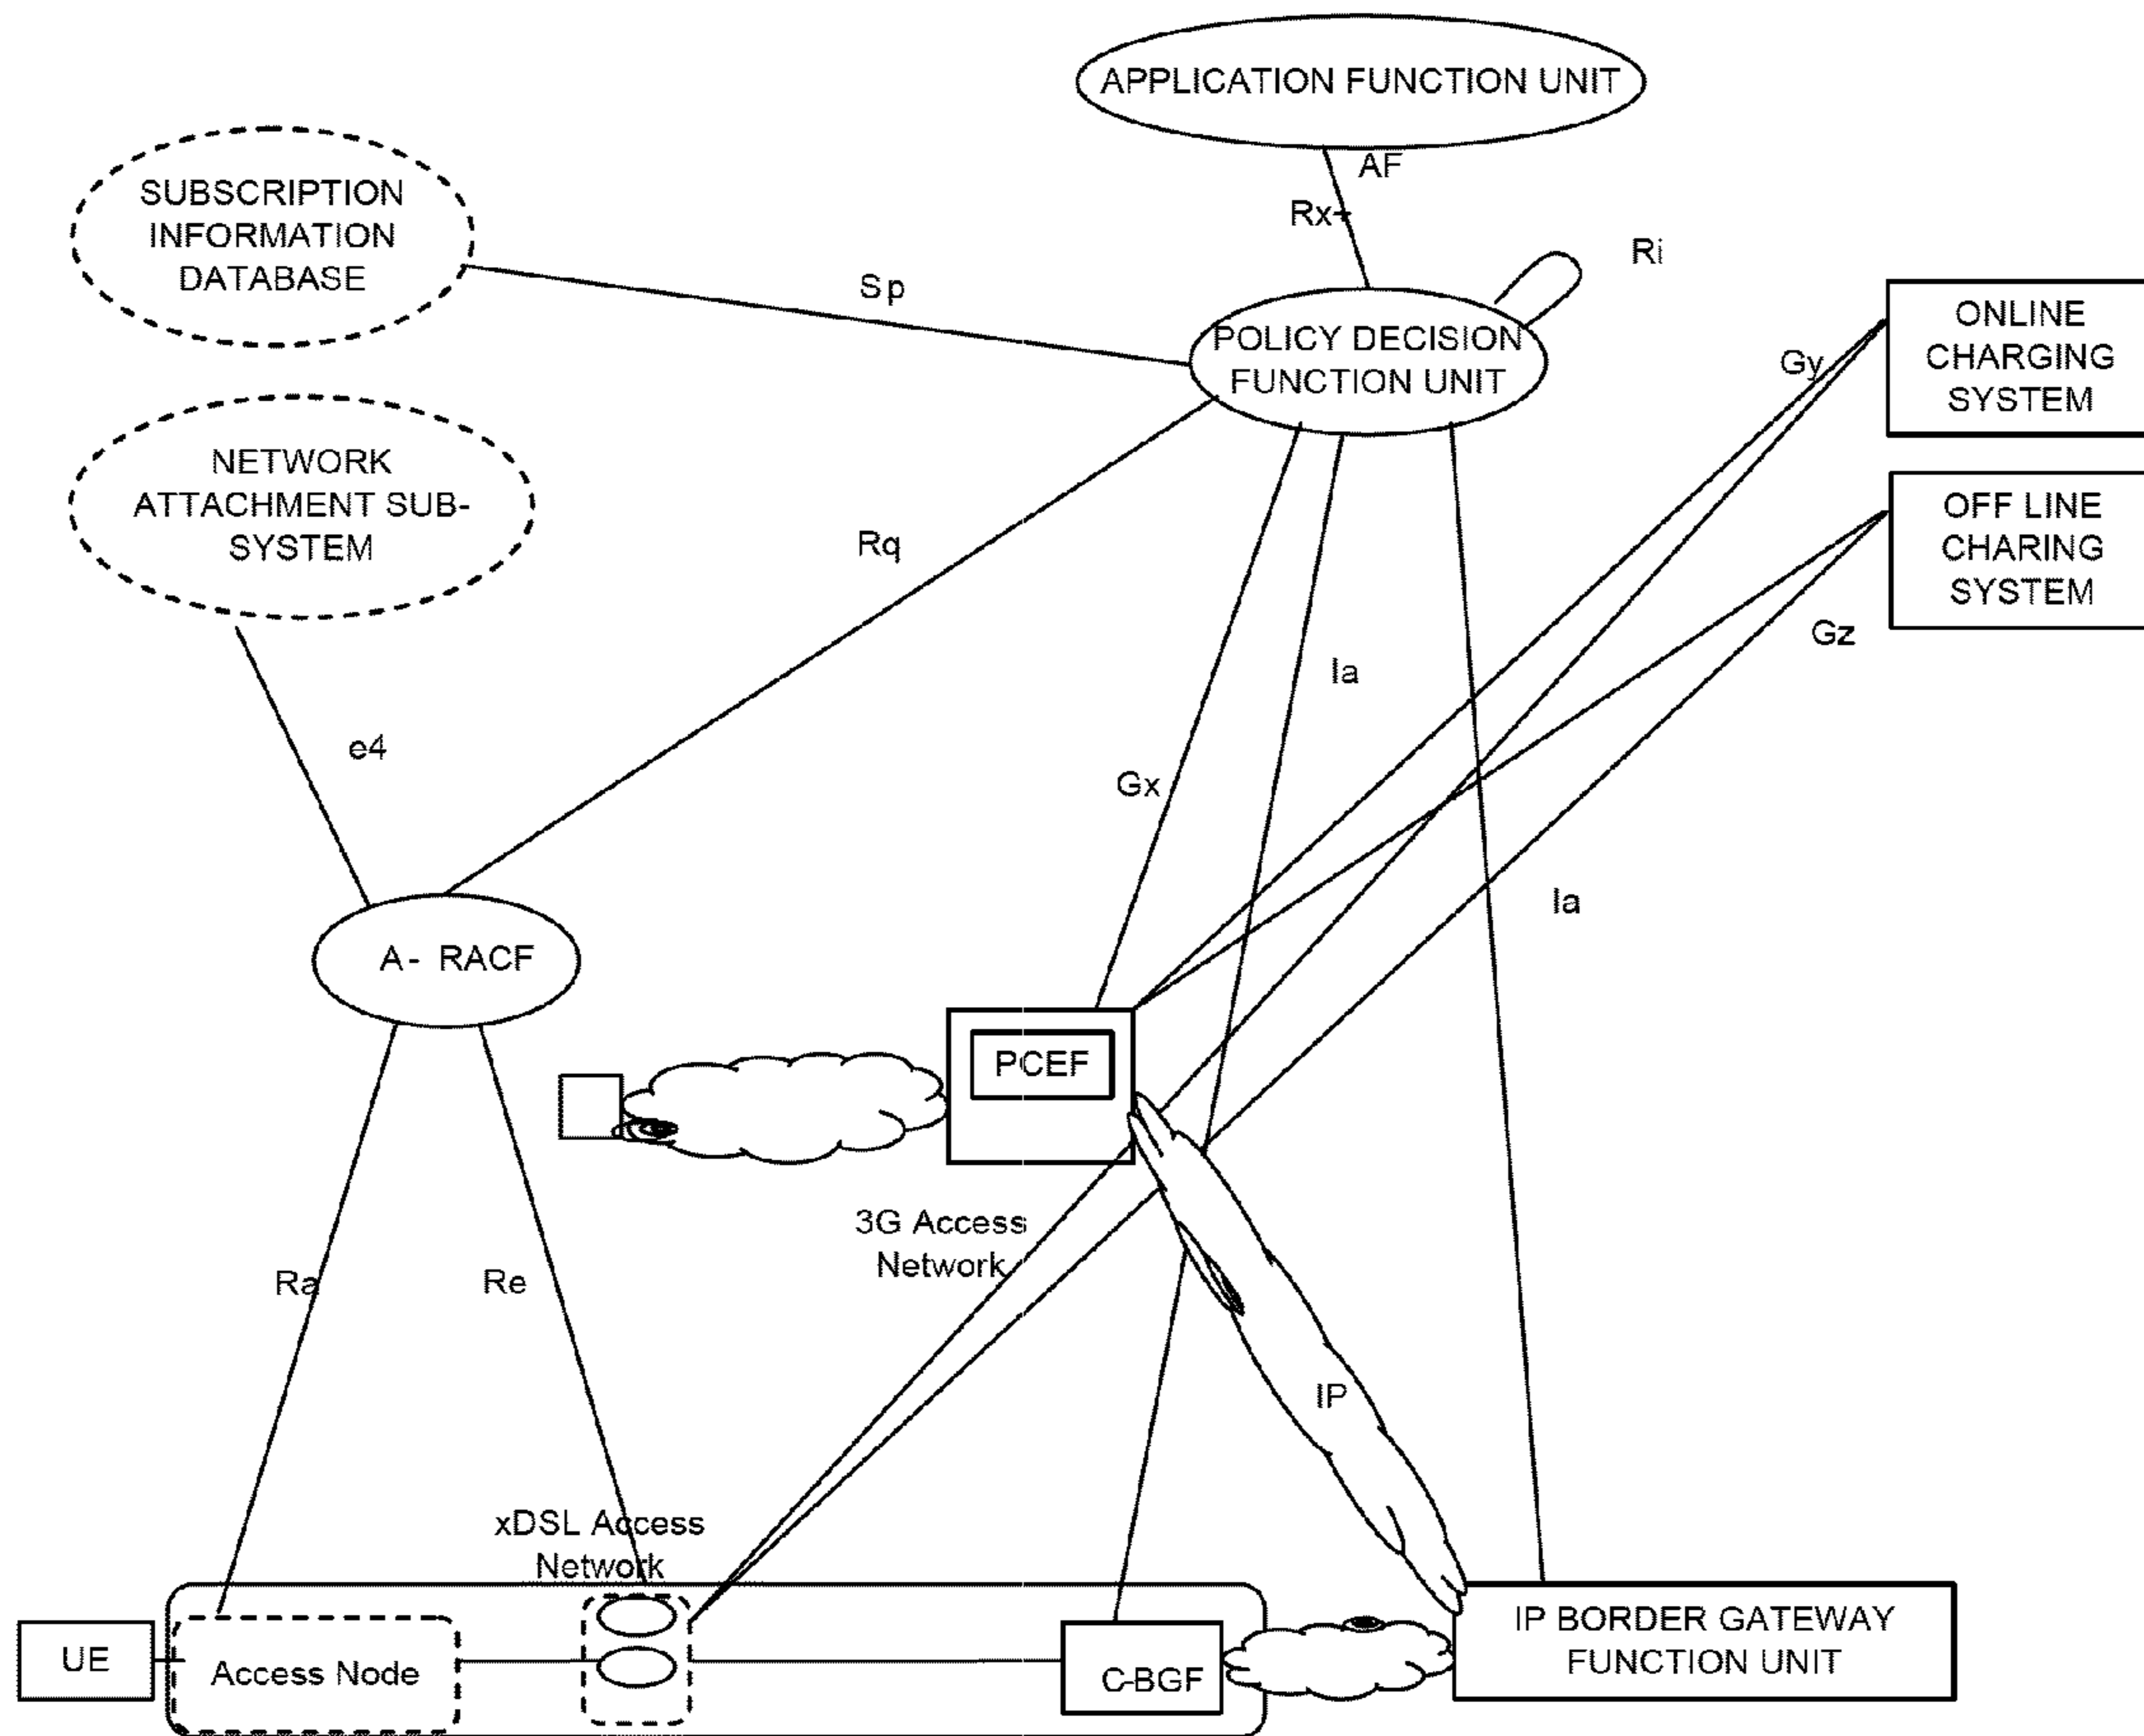 APPLICATION FUNCTION UNIT
AF
Rx+
SUBSCRIPTION
INFORMATION
DATABASE
Sp
Ri
POLICY DECISION
FUNCTION UNIT
ONLINE
CHARGING
SYSTEM
Gy
NETWORK
ATTACHMENT SUB-
SYSTEM
OFF LINE
CHARING
SYSTEM
Rq
Gz
Ia
e4
Gx
Ia
A- RACF
PCEF
3G Access
Network
Ra
Re
IP
xDSL Access
Network
UE
Access Node
C-BGF
IP BORDER GATEWAY
FUNCTION UNIT